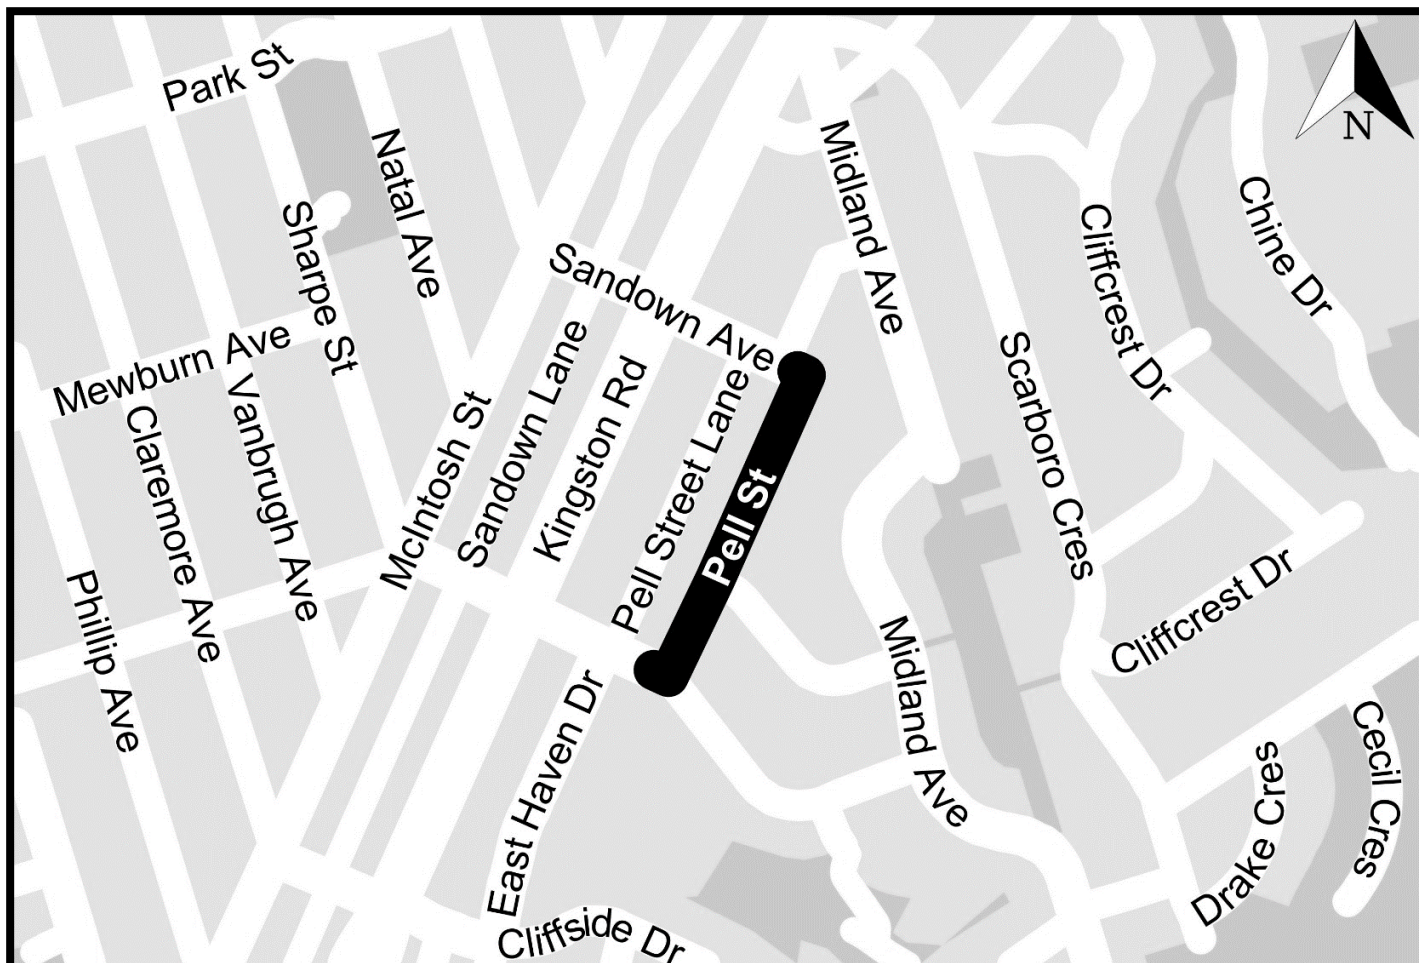 Park St
N
Natal Ave
Midland Ave
Chine Dr
Sharpe St
Cliffcrest Dr
Sandown Ave
Mewburn Ave
Sandown Lane
Scarboro Cres
Kingston Rd
Pell Street Lane
Vanbrugh Ave
McIntosh St
Claremore Ave
Pell St
Cliffcrest Dr
Phillip Ave
Midland Ave
East Haven Dr
Cecil Cres
Drake Cres
Cliffside Dr